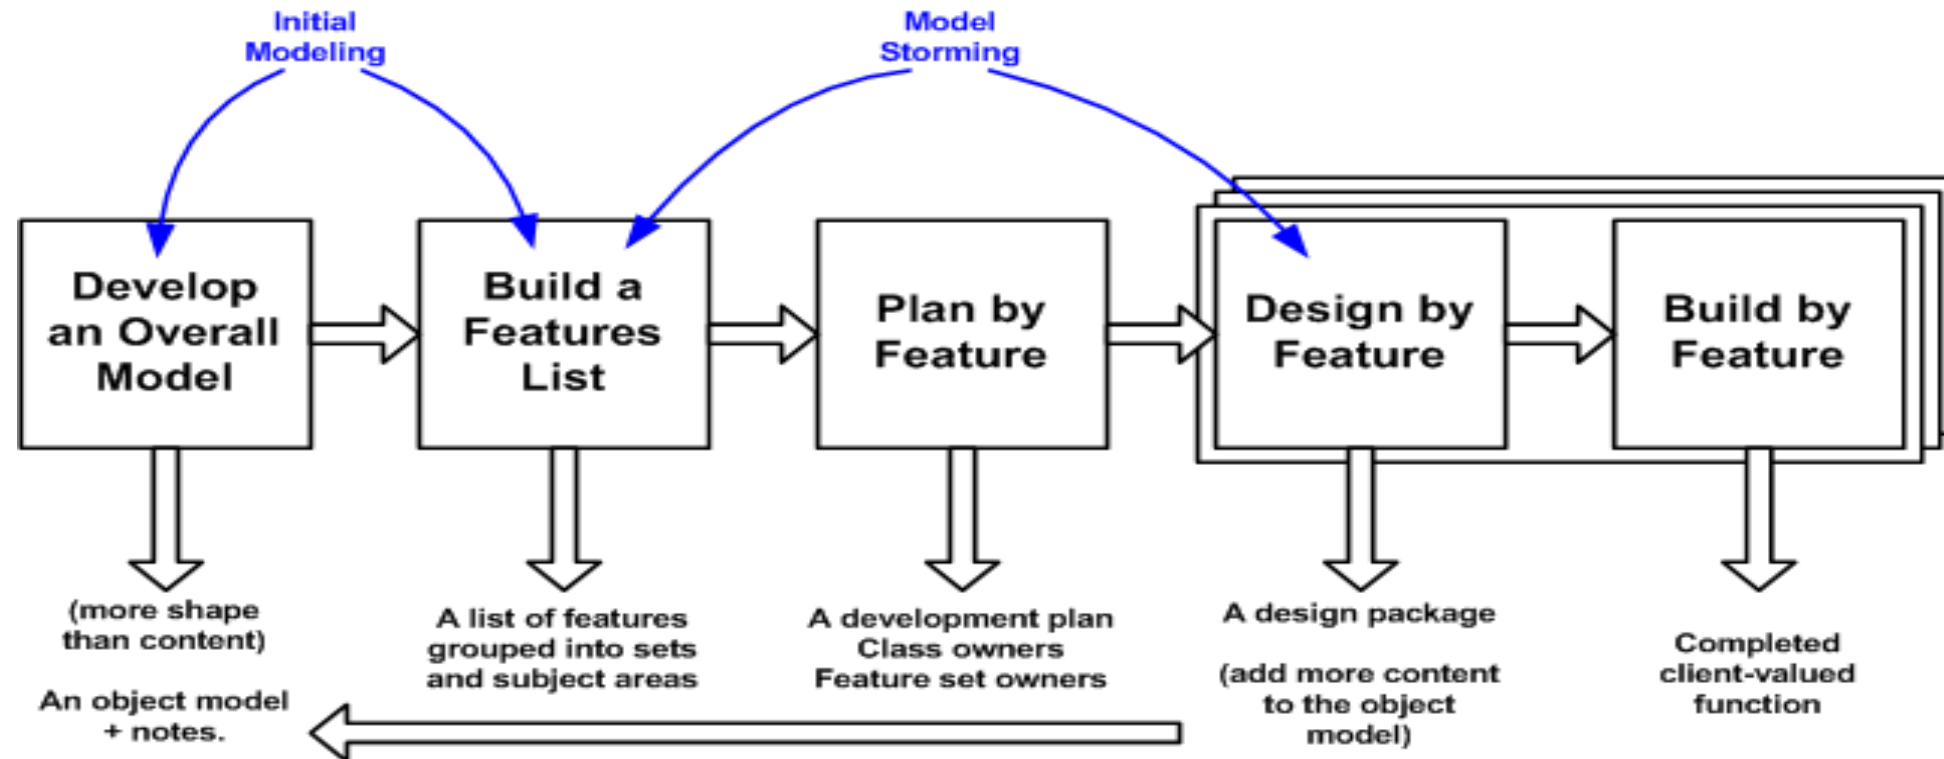 Initial
Modeling
Model
Storming
Develop
an Overall
Model
Build a
Features
List
Plan by
Feature
Design by
Feature
Build by
Feature
(more shape
than content)
An object model
+ notes.
A list of features
grouped into sets
and subject areas
A development plan
Class owners
Feature set owners
A design package
(add more content
to the object
model)
Completed
client-valued
function